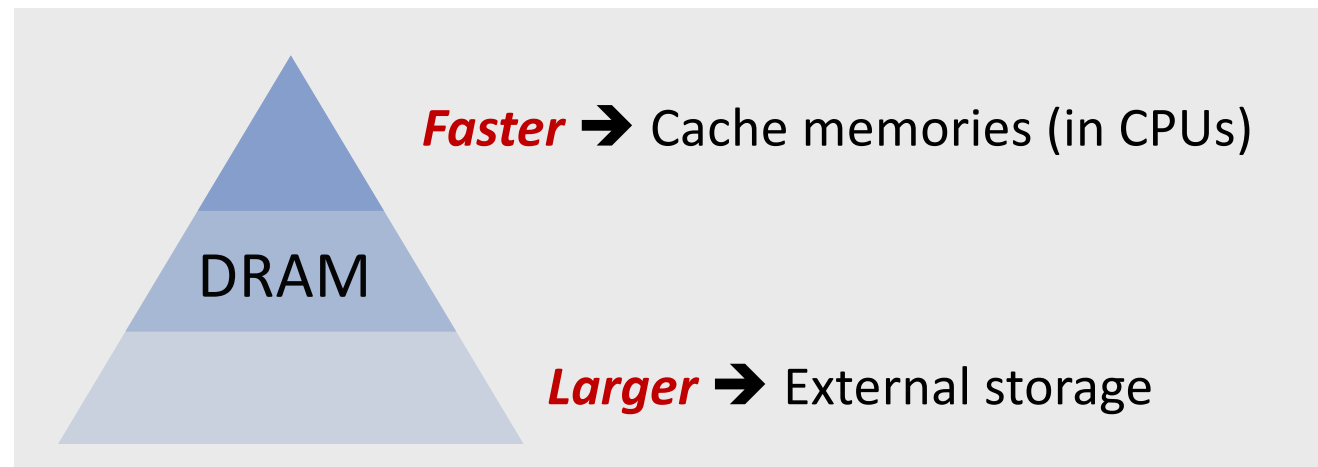 Faster ➔ Cache memories (in CPUs)
DRAM
Larger ➔ External storage